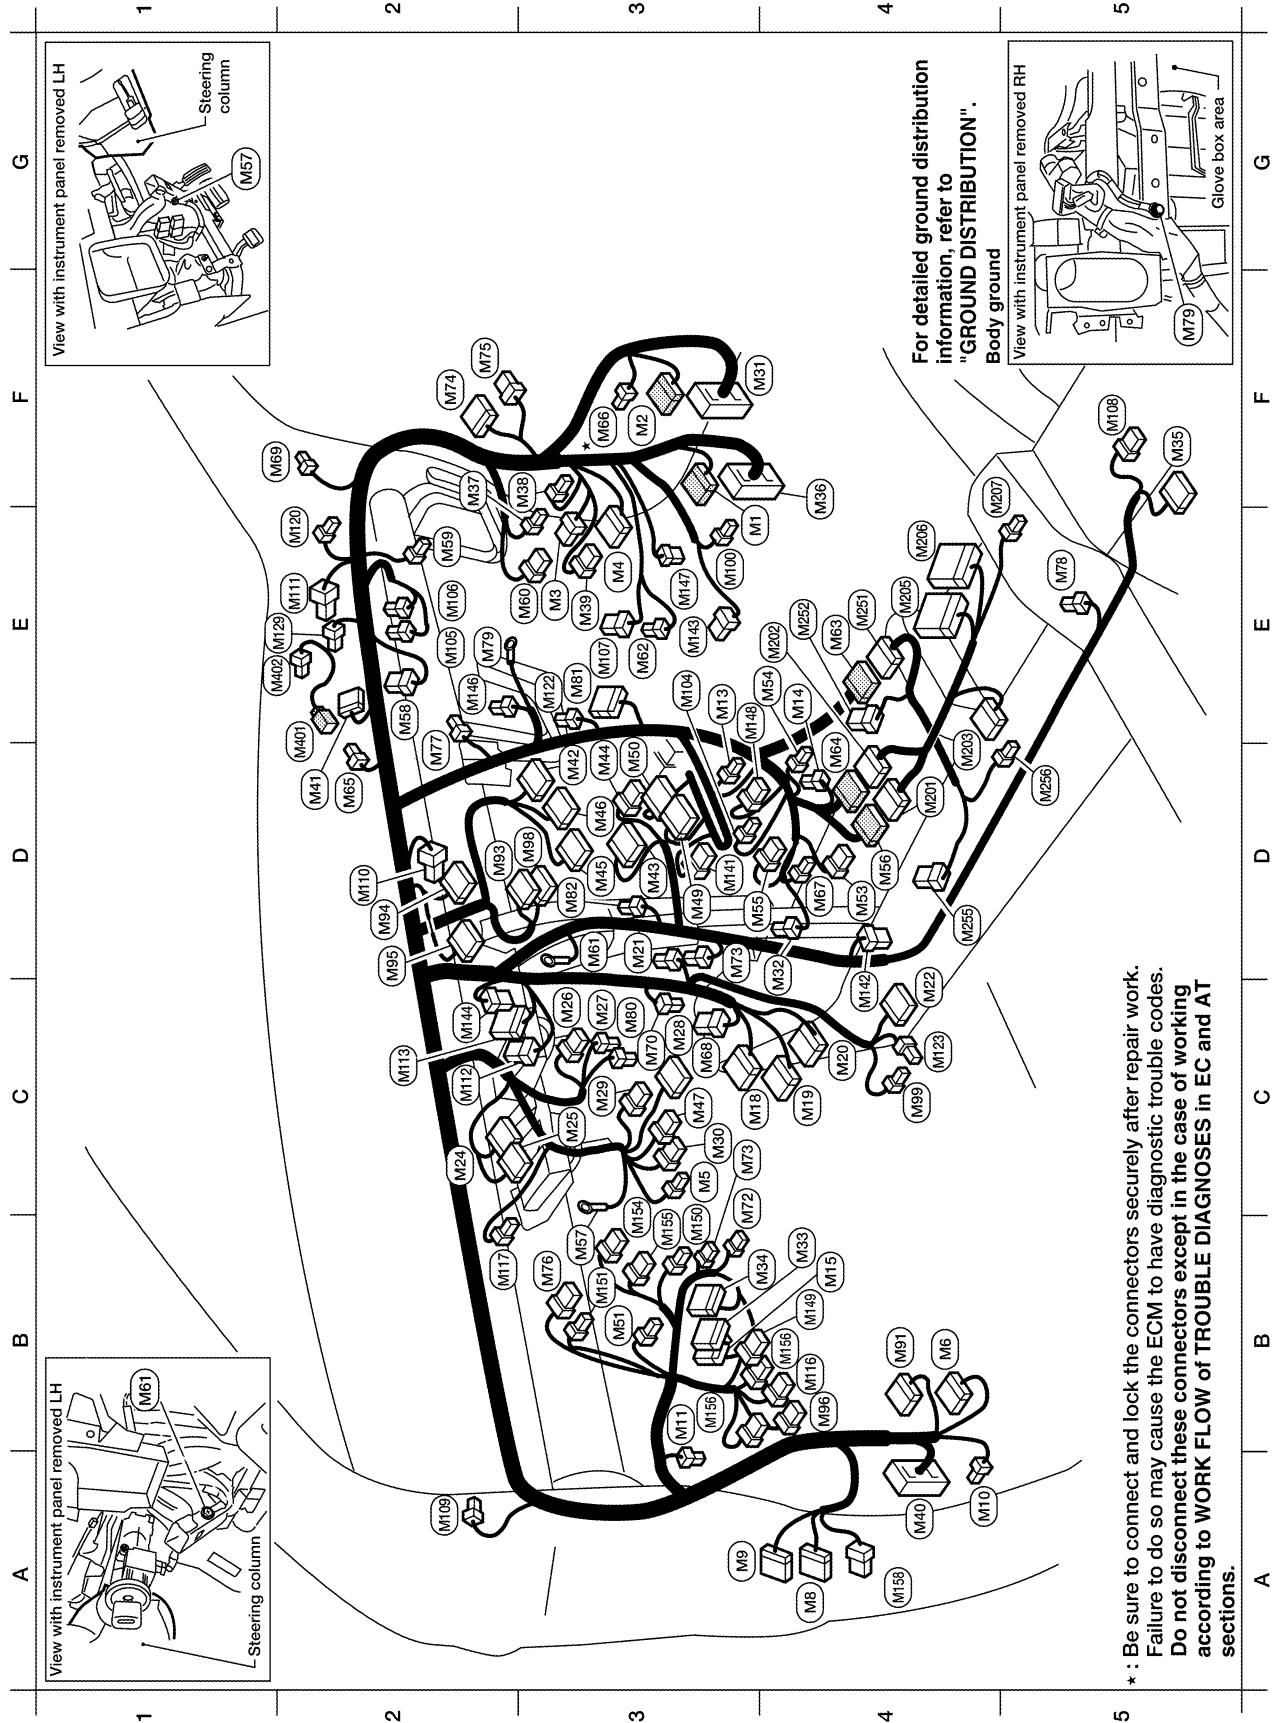 1
2
3
4
5
G
F
E
D
C
B
A
View with instrument panel removed LH
Steering column
M61
View with instrument panel removed LH
Steering
column
M57
For detailed ground distribution
information, refer to
"GROUND DISTRIBUTION".
Body ground
View with instrument panel removed RH
Glove box area
M79
M109
M117
M24
M25
M112
M113
M144
M95
M94
M110
M93
M98
M82
M65
M41
M401
M402
M129
M111
M120
M69
M58
M59
M105
M106
M77
M146
M79
M122
M81
M37
M38
M60
M3
M39
M4
M74
M75
M66
★
M2
M31
M1
M36
M100
M147
M143
M62
M107
M42
M44
M50
M46
M45
M43
M49
M141
M104
M13
M148
M54
M14
M64
M63
M202
M252
M251
M205
M206
M207
M203
M201
M56
M53
M67
M55
M32
M73
M21
M61
M26
M27
M80
M28
M70
M29
M68
M18
M19
M20
M47
M30
M5
M57
M76
M151
M51
M154
M155
M150
M73
M72
M34
M33
M15
M149
M156
M116
M96
M156
M11
M91
M6
M40
M10
M9
M8
M158
M99
M123
M22
M142
M255
M256
M78
M108
M35
★ : Be sure to connect and lock the connectors securely after repair work.
Failure to do so may cause the ECM to have diagnostic trouble codes.
Do not disconnect these connectors except in the case of working
according to WORK FLOW of TROUBLE DIAGNOSES in EC and AT
sections.
A
B
C
D
E
F
G
1
2
3
4
5